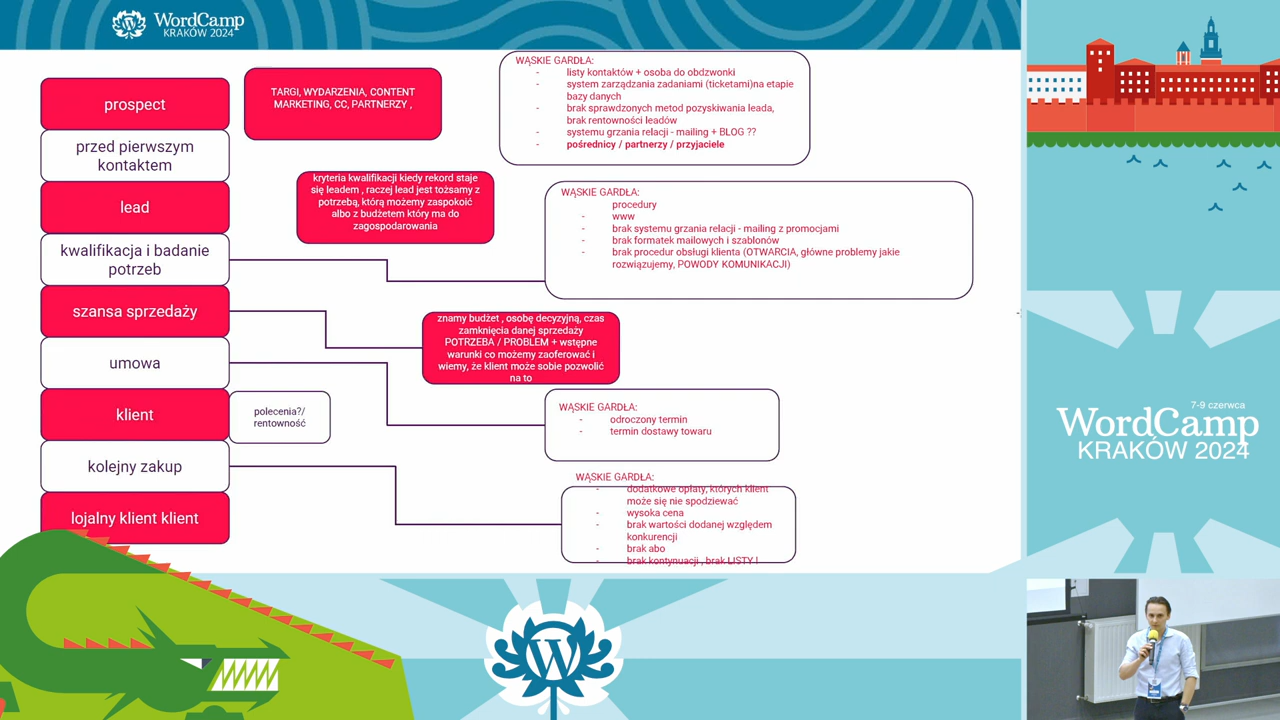 WordCamp
KRAKÓW 2024
prospect
przed pierwszym
kontaktem
lead
kwalifikacja i badanie
potrzeb
szansa sprzedaży
umowa
klient
kolejny zakup
lojalny klient klient
TARGI, WYDARZENIA, CONTENT
MARKETING, CC, PARTNERZY ,
WĄSKIE GARDŁA:
- listy kontaktów + osoba do obdzwonki
- system zarządzania zadaniami (ticketami)na etapie
bazy danych
- brak sprawdzonych metod pozyskiwania leada,
brak rentowności leadów
- systemu grzania relacji - mailing + BLOG ??
- pośrednicy / partnerzy / przyjaciele
kryteria kwalifikacji kiedy rekord staje
się leadem , raczej lead jest tożsamy z
potrzebą, którą możemy zaspokoić
albo z budżetem który ma do
zagospodarowania
WĄSKIE GARDŁA:
procedury
- www
- brak systemu grzania relacji - mailing z promocjami
- brak formatek mailowych i szablonów
- brak procedur obsługi klienta (OTWARCIA, główne problemy jakie
rozwiązujemy, POWODY KOMUNIKACJI)
znamy budżet , osobę decyzyjną, czas
zamknięcia danej sprzedaży
POTRZEBA / PROBLEM + wstępne
warunki co możemy zaoferować i
wiemy, że klient może sobie pozwolić
na to
polecenia?/
rentowność
WĄSKIE GARDŁA:
- odroczony termin
- termin dostawy towaru
WĄSKIE GARDŁA:
- dodatkowe opłaty, których klient
może się nie spodziewać
- wysoka cena
- brak wartości dodanej względem
konkurencji
- brak abo
- brak kontynuacji , brak LISTY !
7-9 czerwca
WordCamp
KRAKÓW 2024
W